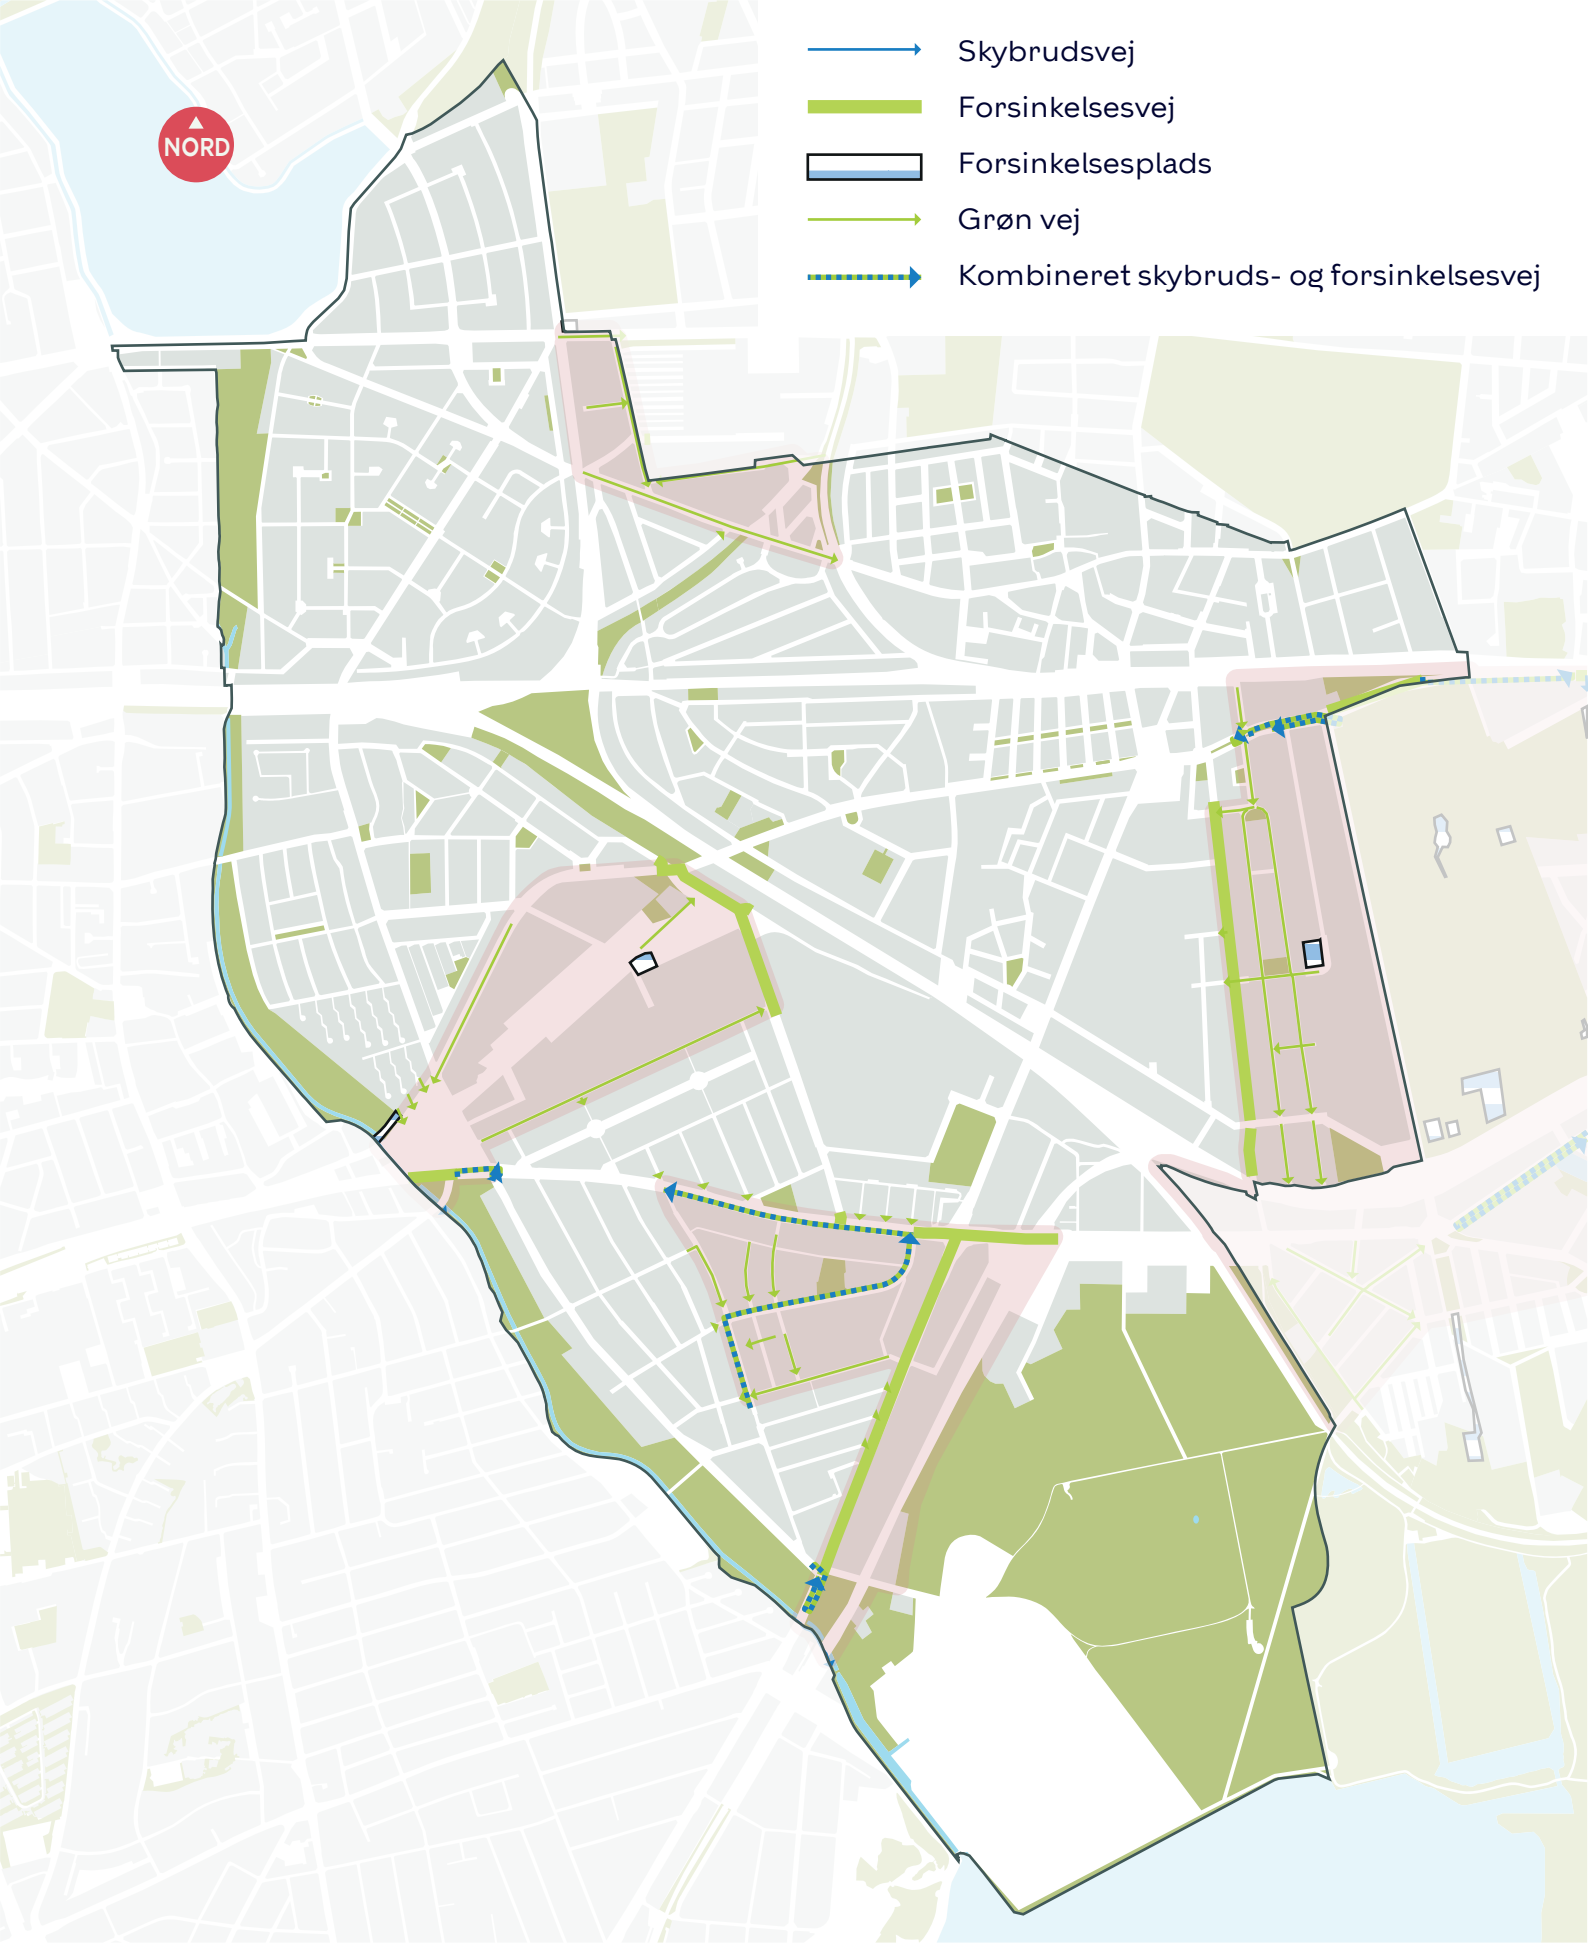 NORD
Skybrudsvej
Forsinkelsesvej
Forsinkelsesplads
Grøn vej
Kombineret skybruds- og forsinkelsesvej